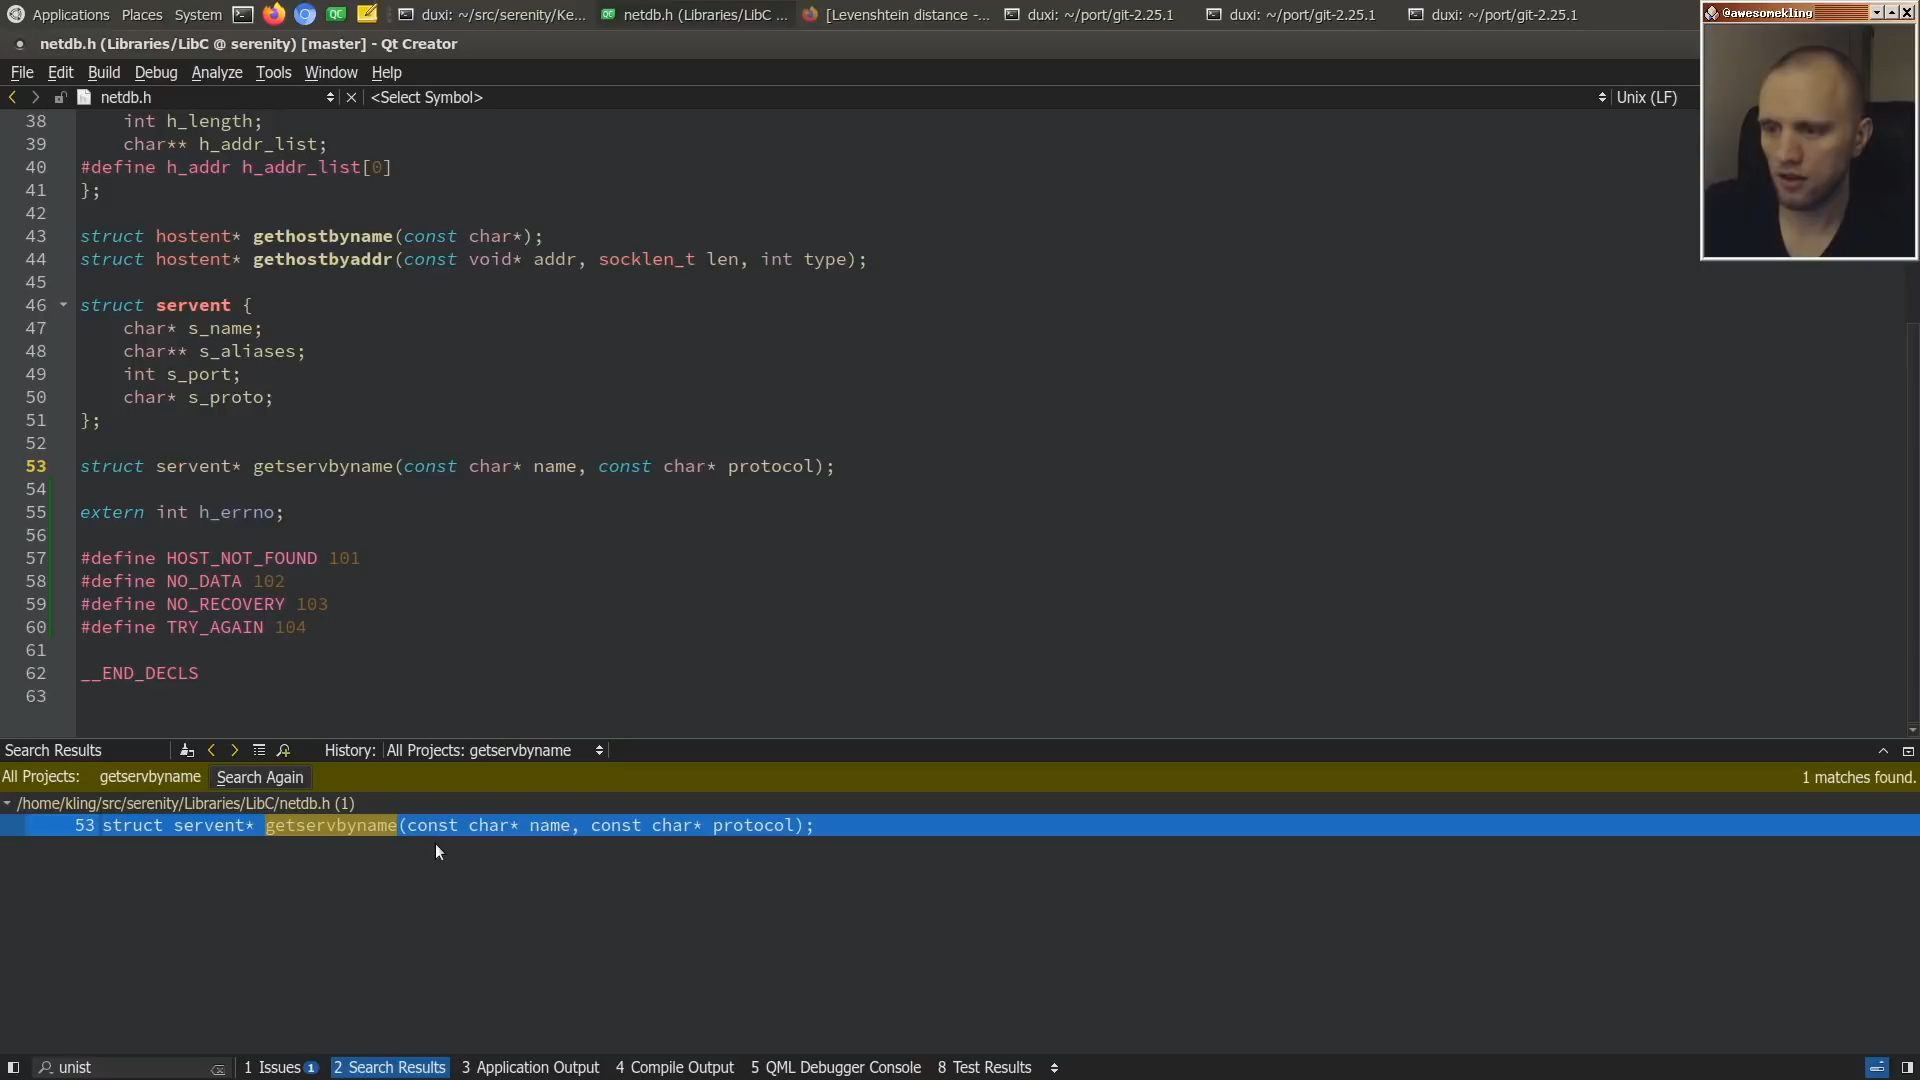 Applications Places System duxi: ~/src/serenity/Ke... netdb.h (Libraries/LibC ... [Levenshtein distance -... duxi: ~/port/git-2.25.1 duxi: ~/port/git-2.25.1 duxi: ~/port/git-2.25.1
@awesomekling
netdb.h (Libraries/LibC @ serenity) [master] - Qt Creator
File Edit Build Debug Analyze Tools Window Help
netdb.h <Select Symbol> Unix (LF)
38 int h_length;
39 char** h_addr_list;
40 #define h_addr h_addr_list[0]
41 };
42
43 struct hostent* gethostbyname(const char*);
44 struct hostent* gethostbyaddr(const void* addr, socklen_t len, int type);
45
46 struct servent {
47 char* s_name;
48 char** s_aliases;
49 int s_port;
50 char* s_proto;
51 };
52
53 struct servent* getservbyname(const char* name, const char* protocol);
54
55 extern int h_errno;
56
57 #define HOST_NOT_FOUND 101
58 #define NO_DATA 102
59 #define NO_RECOVERY 103
60 #define TRY_AGAIN 104
61
62 __END_DECLS
63
Search Results History: All Projects: getservbyname
All Projects: getservbyname Search Again 1 matches found.
/home/kling/src/serenity/Libraries/LibC/netdb.h (1)
53 struct servent* getservbyname(const char* name, const char* protocol);
unist 1 Issues 1 2 Search Results 3 Application Output 4 Compile Output 5 QML Debugger Console 8 Test Results